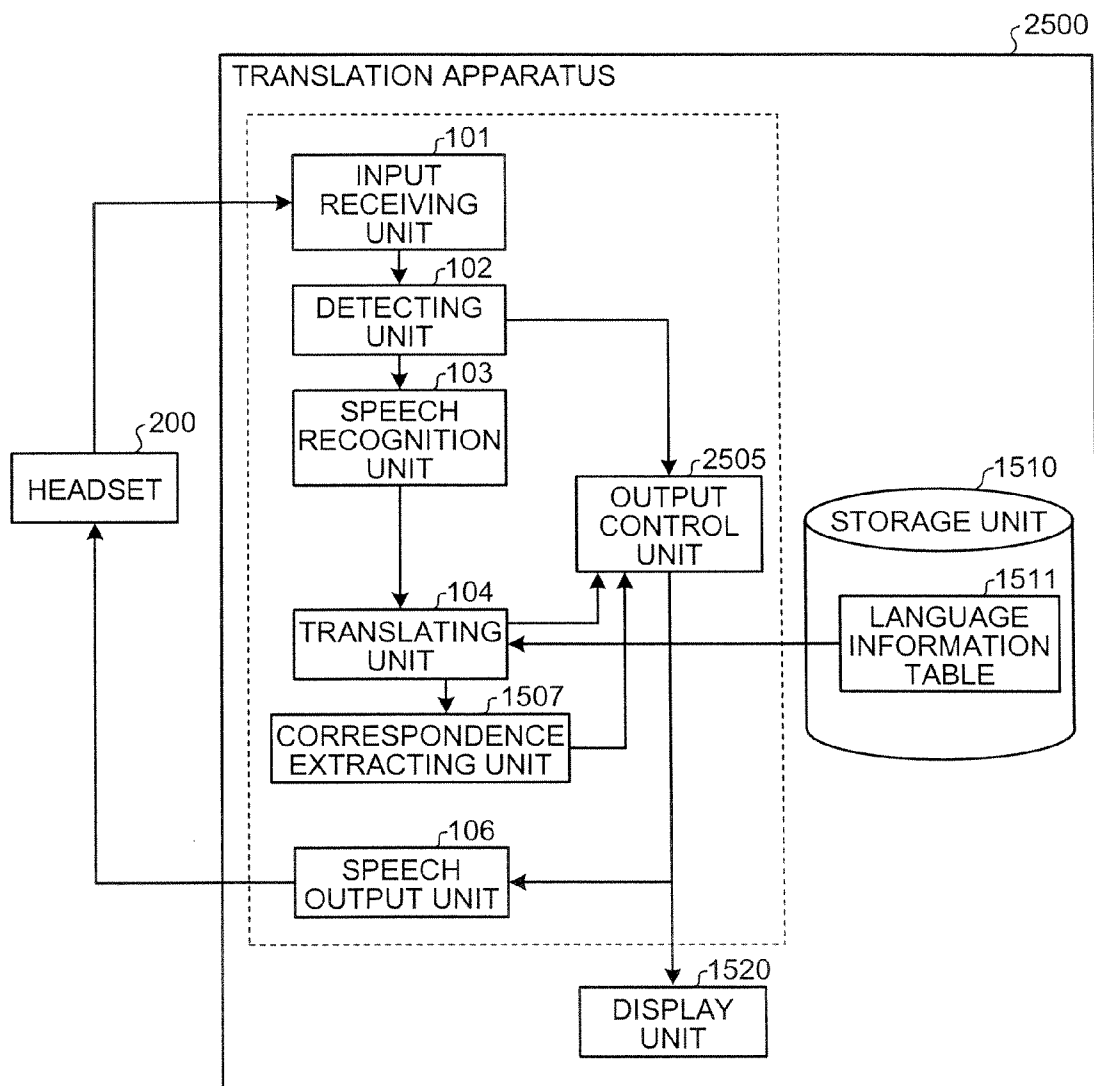 2500
TRANSLATION APPARATUS
101
INPUT
RECEIVING
UNIT
102
DETECTING
UNIT
103
SPEECH
RECOGNITION
UNIT
200
HEADSET
2505
OUTPUT
CONTROL
UNIT
1510
STORAGE UNIT
1511
LANGUAGE
INFORMATION
TABLE
104
TRANSLATING
UNIT
1507
CORRESPONDENCE
EXTRACTING UNIT
106
SPEECH
OUTPUT UNIT
1520
DISPLAY
UNIT